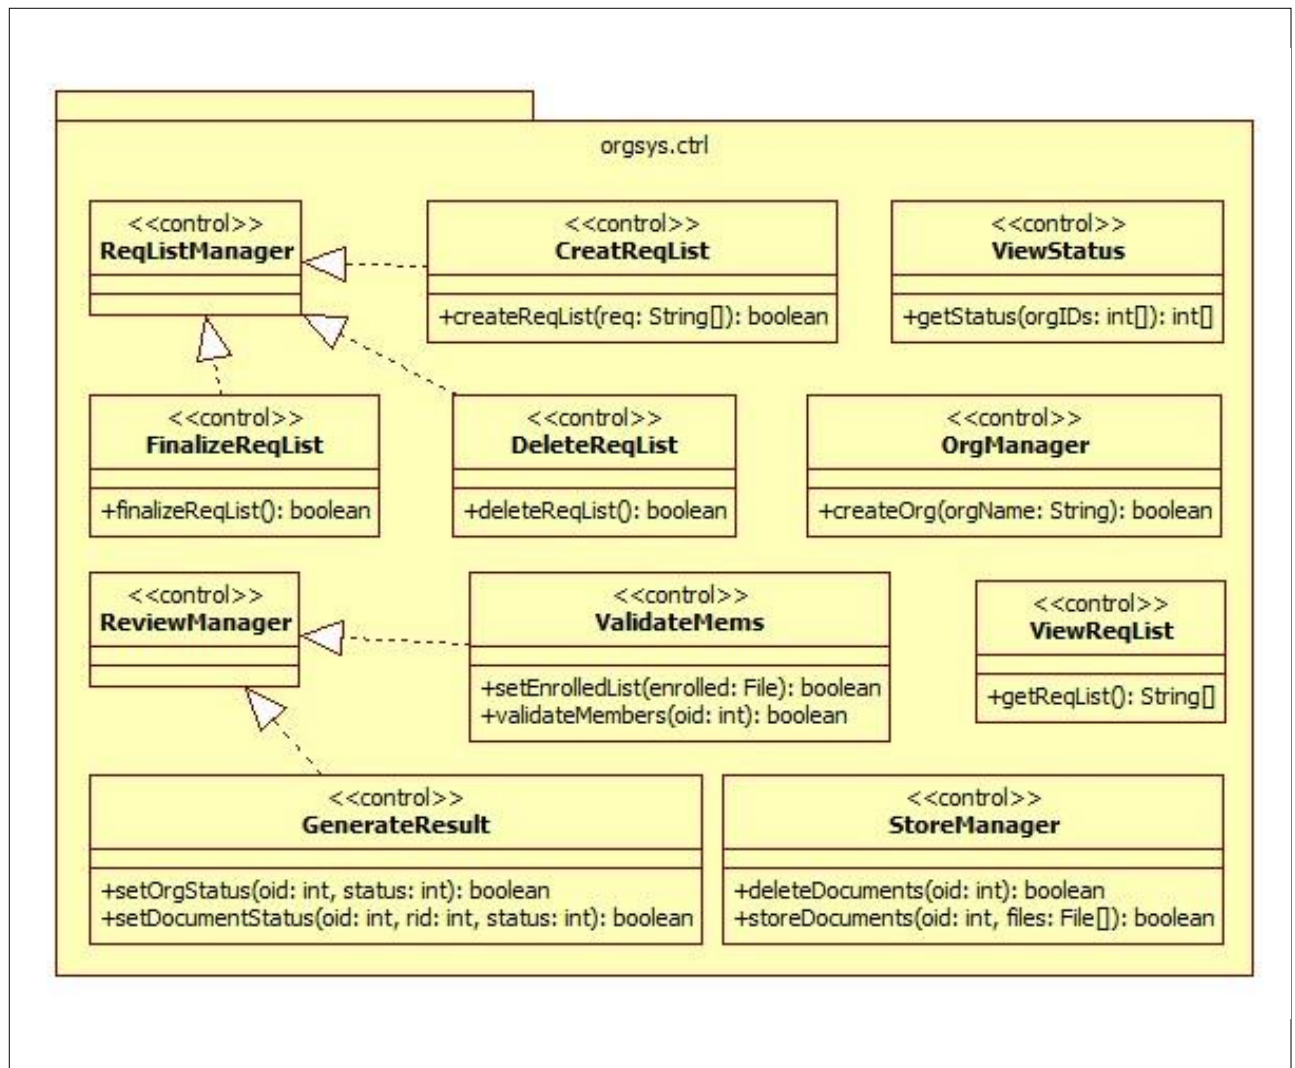 orgsys.ctrl
<<control>>
ReqListManager
<<control>>
CreatReqList
+createReqList(req: String[]): boolean
<<control>>
ViewStatus
+getStatus(orgIDs: int[]): int[]
<<control>>
FinalizeReqList
+finalizeReqList(): boolean
<<control>>
DeleteReqList
+deleteReqList(): boolean
<<control>>
OrgManager
+createOrg(orgName: String): boolean
<<control>>
ReviewManager
<<control>>
ValidateMems
+setEnrolledList(enrolled: File): boolean
+validateMembers(oid: int): boolean
<<control>>
ViewReqList
+getReqList(): String[]
<<control>>
GenerateResult
+setOrgStatus(oid: int, status: int): boolean
+setDocumentStatus(oid: int, rid: int, status: int): boolean
<<control>>
StoreManager
+deleteDocuments(oid: int): boolean
+storeDocuments(oid: int, files: File[]): boolean